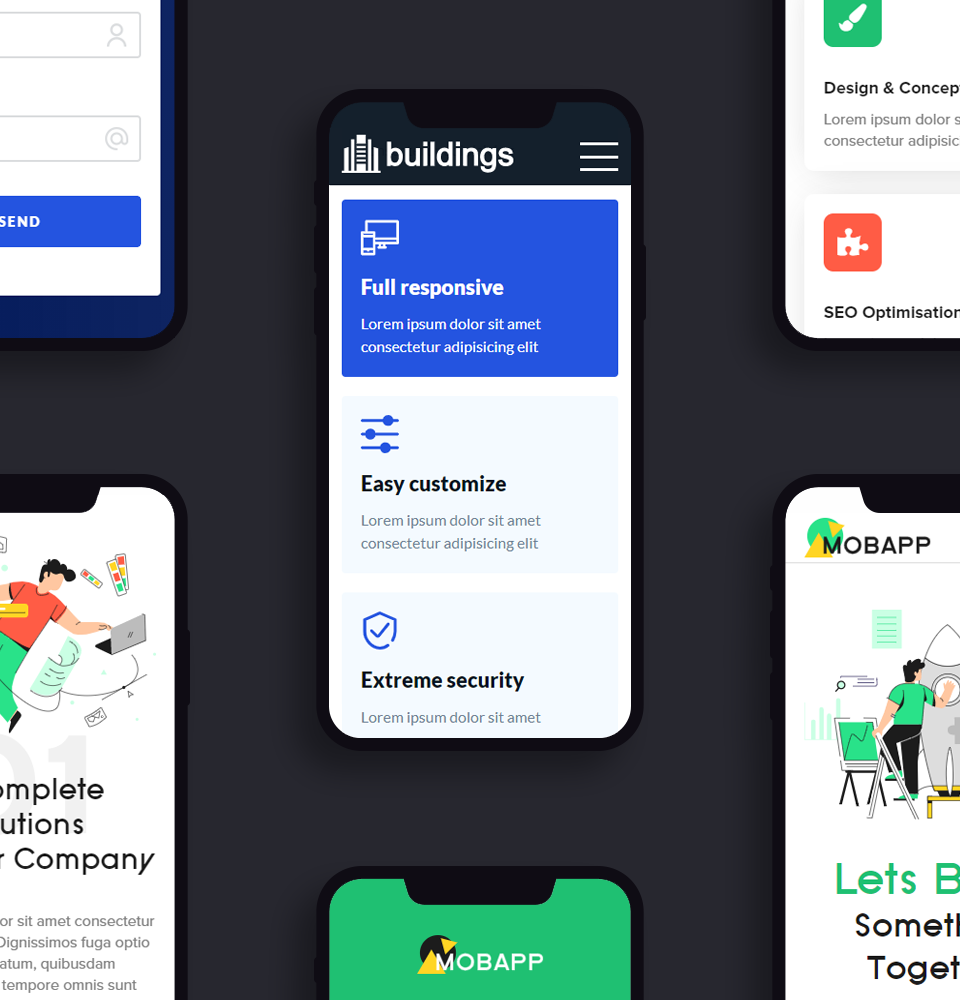 SEND
buildings
Full responsive
Lorem ipsum dolor sit amet
consectetur adipisicing elit
Easy customize
Lorem ipsum dolor sit amet
consectetur adipisicing elit
Extreme security
Lorem ipsum dolor sit amet
Design & Concep
Lorem ipsum dolor s
consectetur adipisic
SEO Optimisation
01
omplete
utions
r Company
or sit amet consectetur
Dignissimos fuga optio
atum, quibusdam
tempore omnis sunt
MOBAPP
MOBAPP
Lets B
Someth
Toget